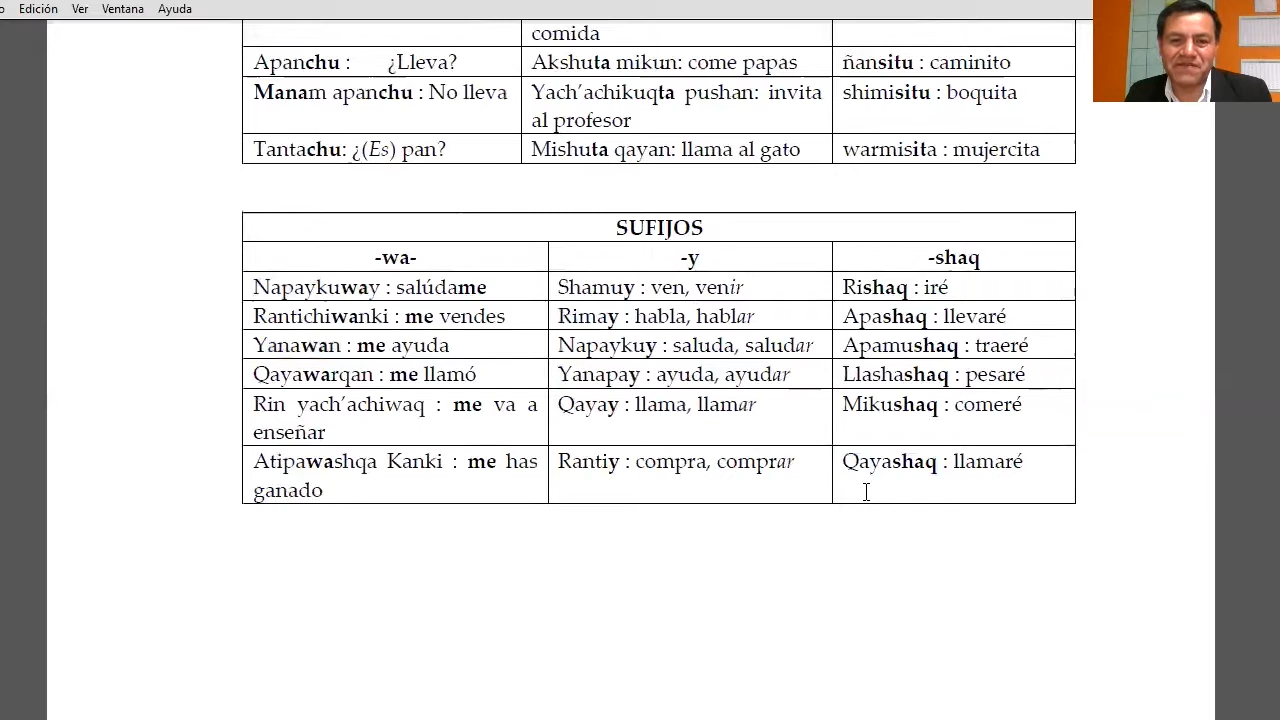 o Edición Ver Ventana Ayuda
comida
Apanchu : ¿Lleva? Akshuta mikun: come papas ñansitu : caminito
Manam apanchu : No lleva Yach’achikuqta pushan: invita shimisitu : boquita
al profesor
Tantachu: ¿(Es) pan? Mishuta qayan: llama al gato warmisita : mujercita
SUFIJOS
-wa- -y -shaq
Napaykuway : salúdame Shamuy : ven, venir Rishaq : iré
Rantichiwanki : me vendes Rimay : habla, hablar Apashaq : llevaré
Yanawan : me ayuda Napaykuy : saluda, saludar Apamushaq : traeré
Qayawarqan : me llamó Yanapay : ayuda, ayudar Llashashaq : pesaré
Rin yach’achiwaq : me va a Qayay : llama, llamar Mikushaq : comeré
enseñar
Atipawashqa Kanki : me has Rantiy : compra, comprar Qayashaq : llamaré
ganado